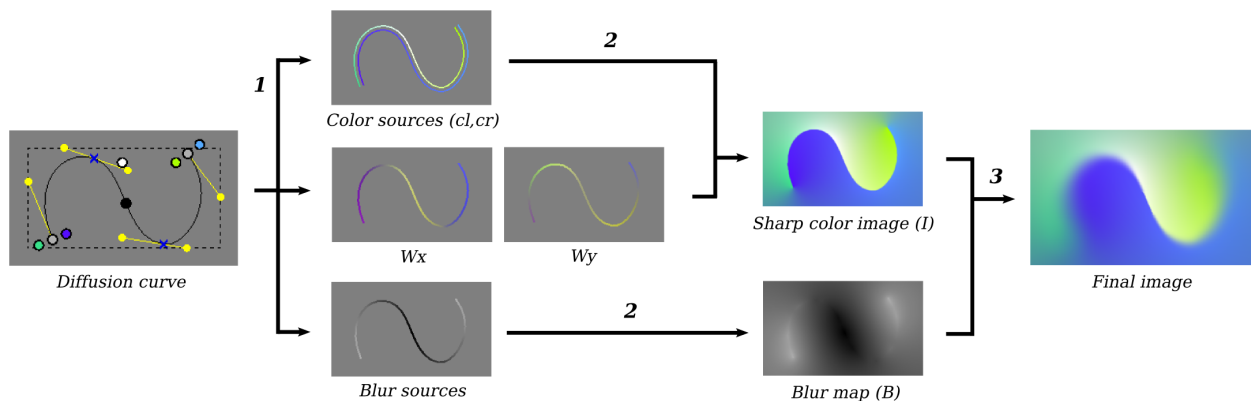 1
2
Color sources (cl,cr)
Diffusion curve
Wx
Wy
Sharp color image (I)
3
Final image
Blur sources
2
Blur map (B)